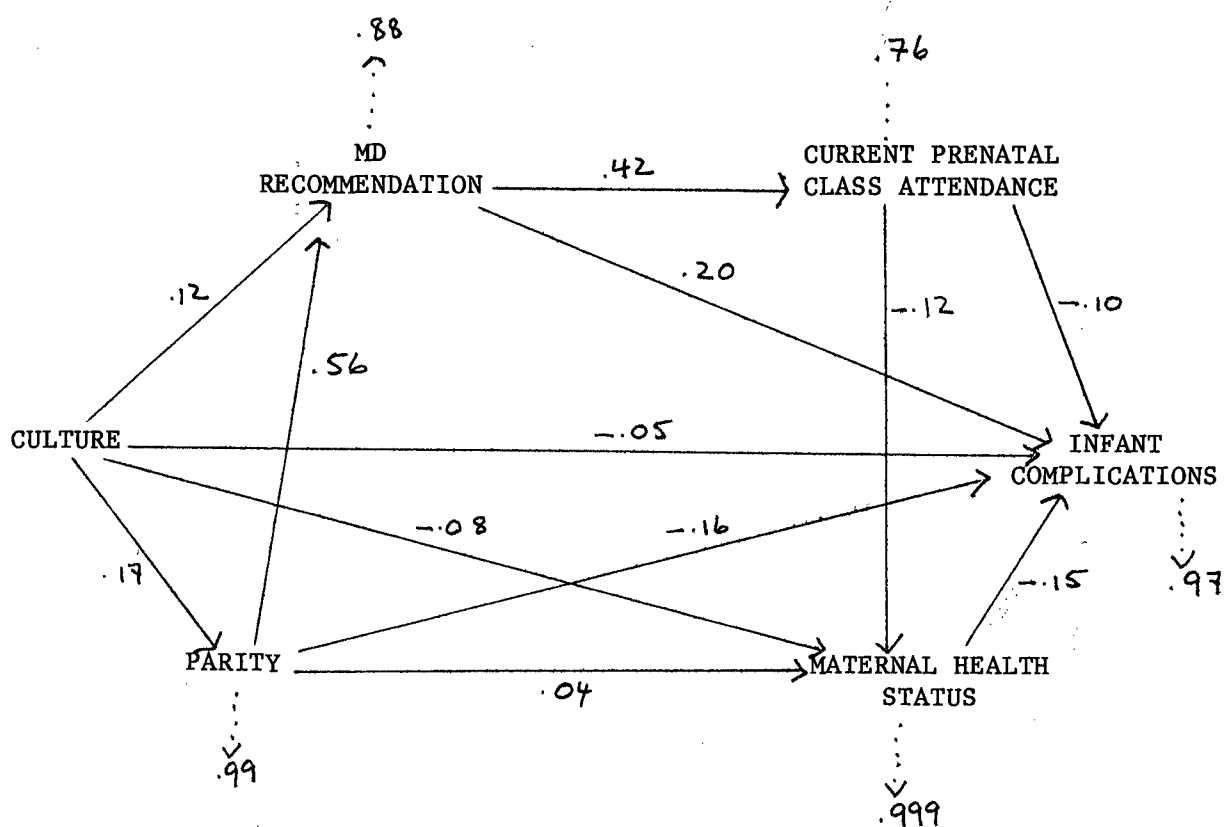 .88
.76
MD
RECOMMENDATION
.42
CURRENT PRENATAL
CLASS ATTENDANCE
.20
.12
-.12
-.10
.56
CULTURE
-.05
INFANT
COMPLICATIONS
-.08
-.16
.17
-.15
.97
PARITY
.04
MATERNAL HEALTH
STATUS
.99
.999